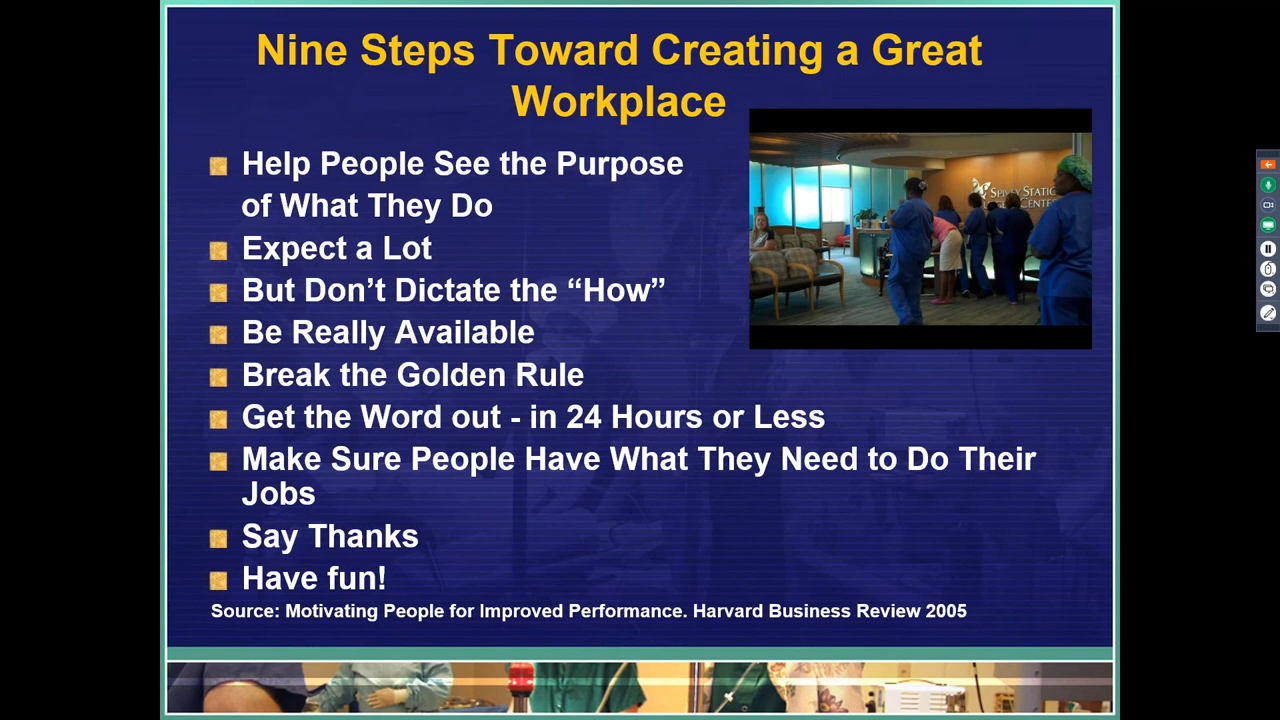 Nine Steps Toward Creating a Great
Workplace
Help People See the Purpose
of What They Do
Expect a Lot
But Don’t Dictate the “How”
Be Really Available
Break the Golden Rule
Get the Word out - in 24 Hours or Less
Make Sure People Have What They Need to Do Their
Jobs
Say Thanks
Have fun!
Source: Motivating People for Improved Performance. Harvard Business Review 2005
SPIVEY STATION
CENTER